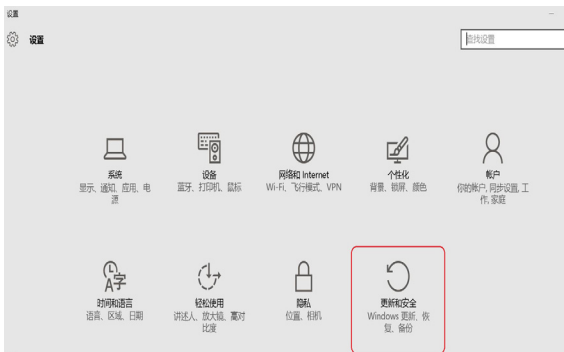 设置
设置
查找设置
系统
显示、通知、应用、电
源
设备
蓝牙、打印机、鼠标
网络和 Internet
Wi-Fi、飞行模式、VPN
个性化
背景、锁屏、颜色
帐户
你的帐户, 同步设置, 工
作, 家庭
时间和语言
语言、区域、日期
轻松使用
讲述人、放大镜、高对
比度
隐私
位置、相机
更新和安全
Windows 更新、恢
复、备份